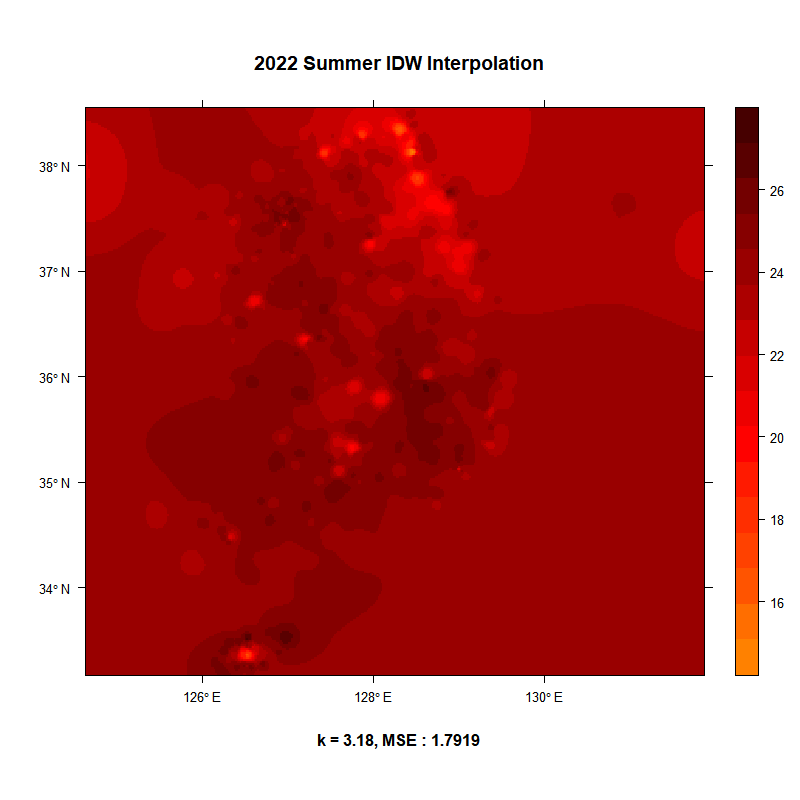 2022 Summer IDW Interpolation
38° N
37° N
36° N
35° N
34° N
126° E
128° E
130° E
26
24
22
20
18
16
k = 3.18, MSE : 1.7919